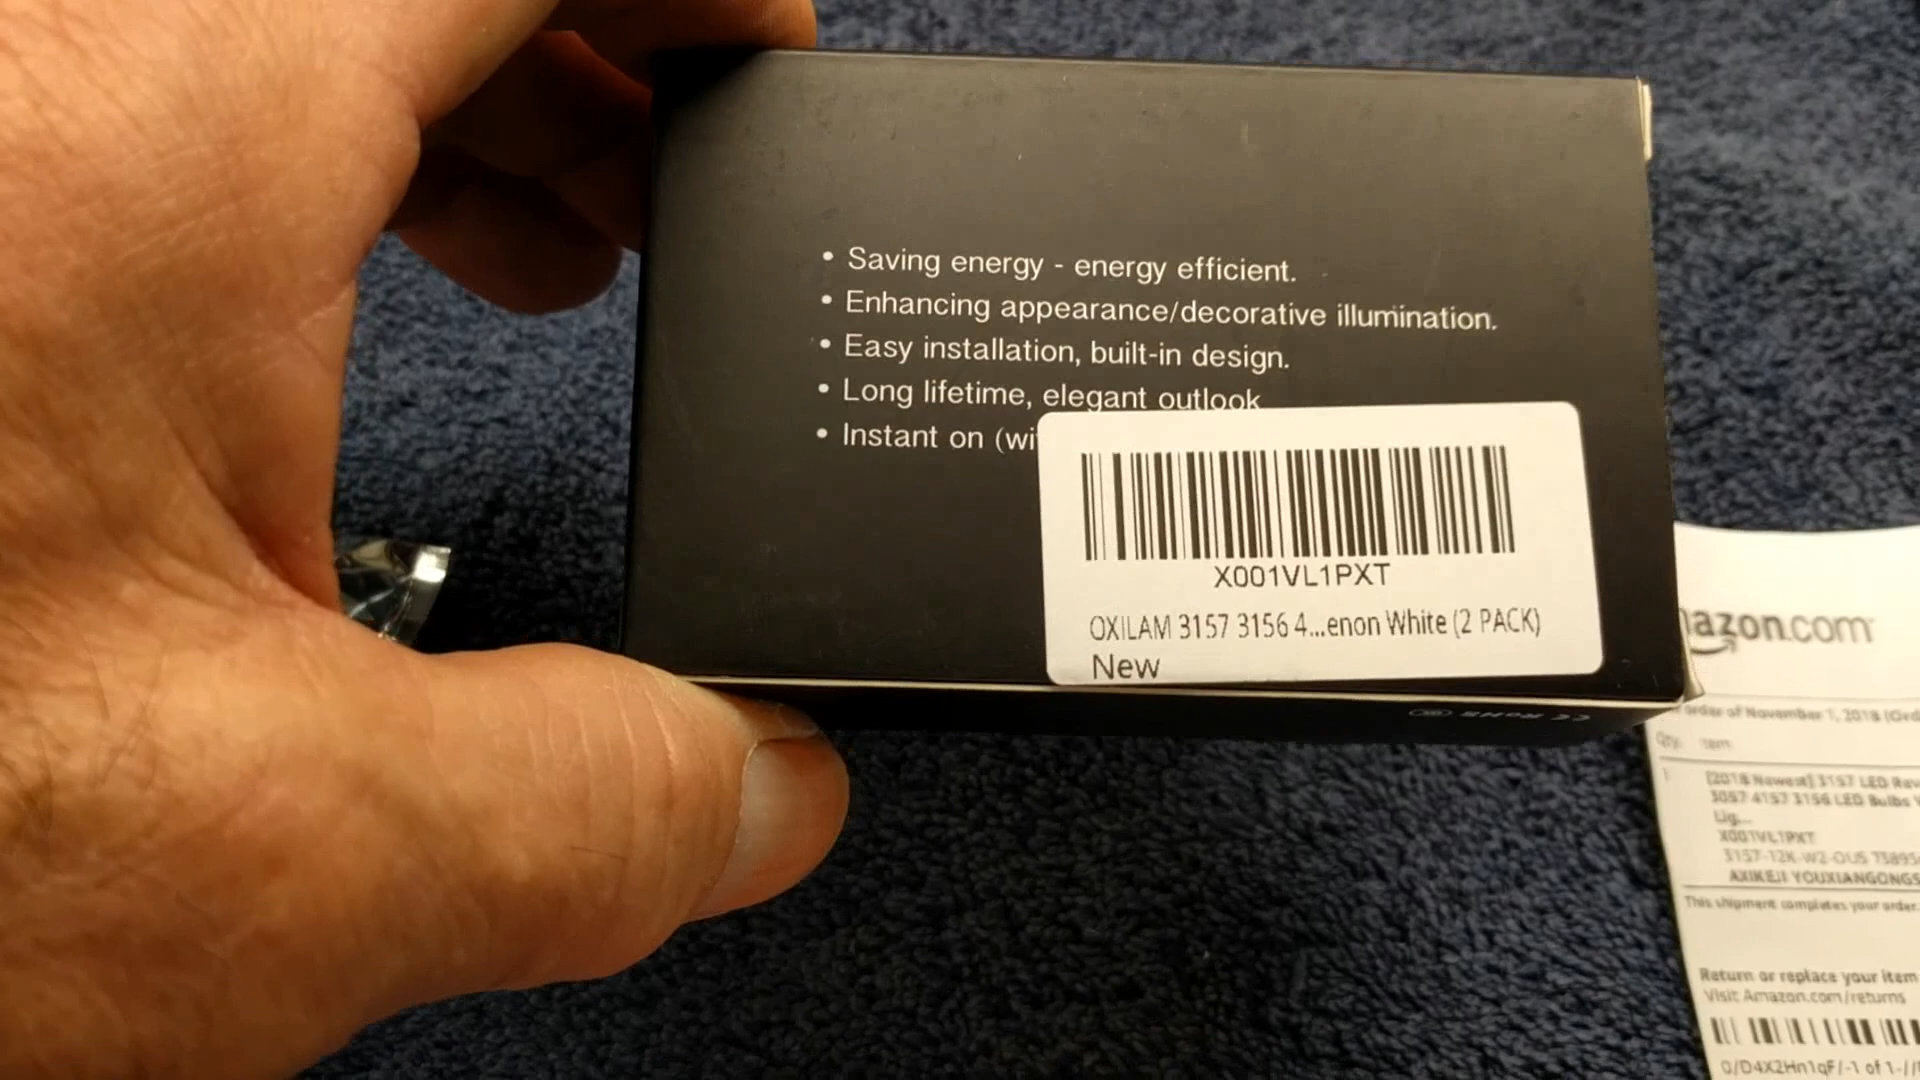 • Saving energy - energy efficient.
• Enhancing appearance/decorative illumination.
• Easy installation, built-in design.
• Long lifetime, elegant outlook
• Instant on (wi
X001VL1PXT
OXILAM 3157 3156 4...enon White (2 PACK)
New
CE RoHS
azon.com
order of November 1, 2018 (Ord
Qty. Item
1 [2018 Newest] 3157 LED Rev
3057 4157 3156 LED Bulbs
Lig...
X001VL1PXT
3157-12K-W2-OUS
AXIKEJI YOUXIANGONGS
This shipment completes your order.
Return or replace your item
Visit Amazon.com/returns
0/D4X2Hn1qF/-1 of 1-//